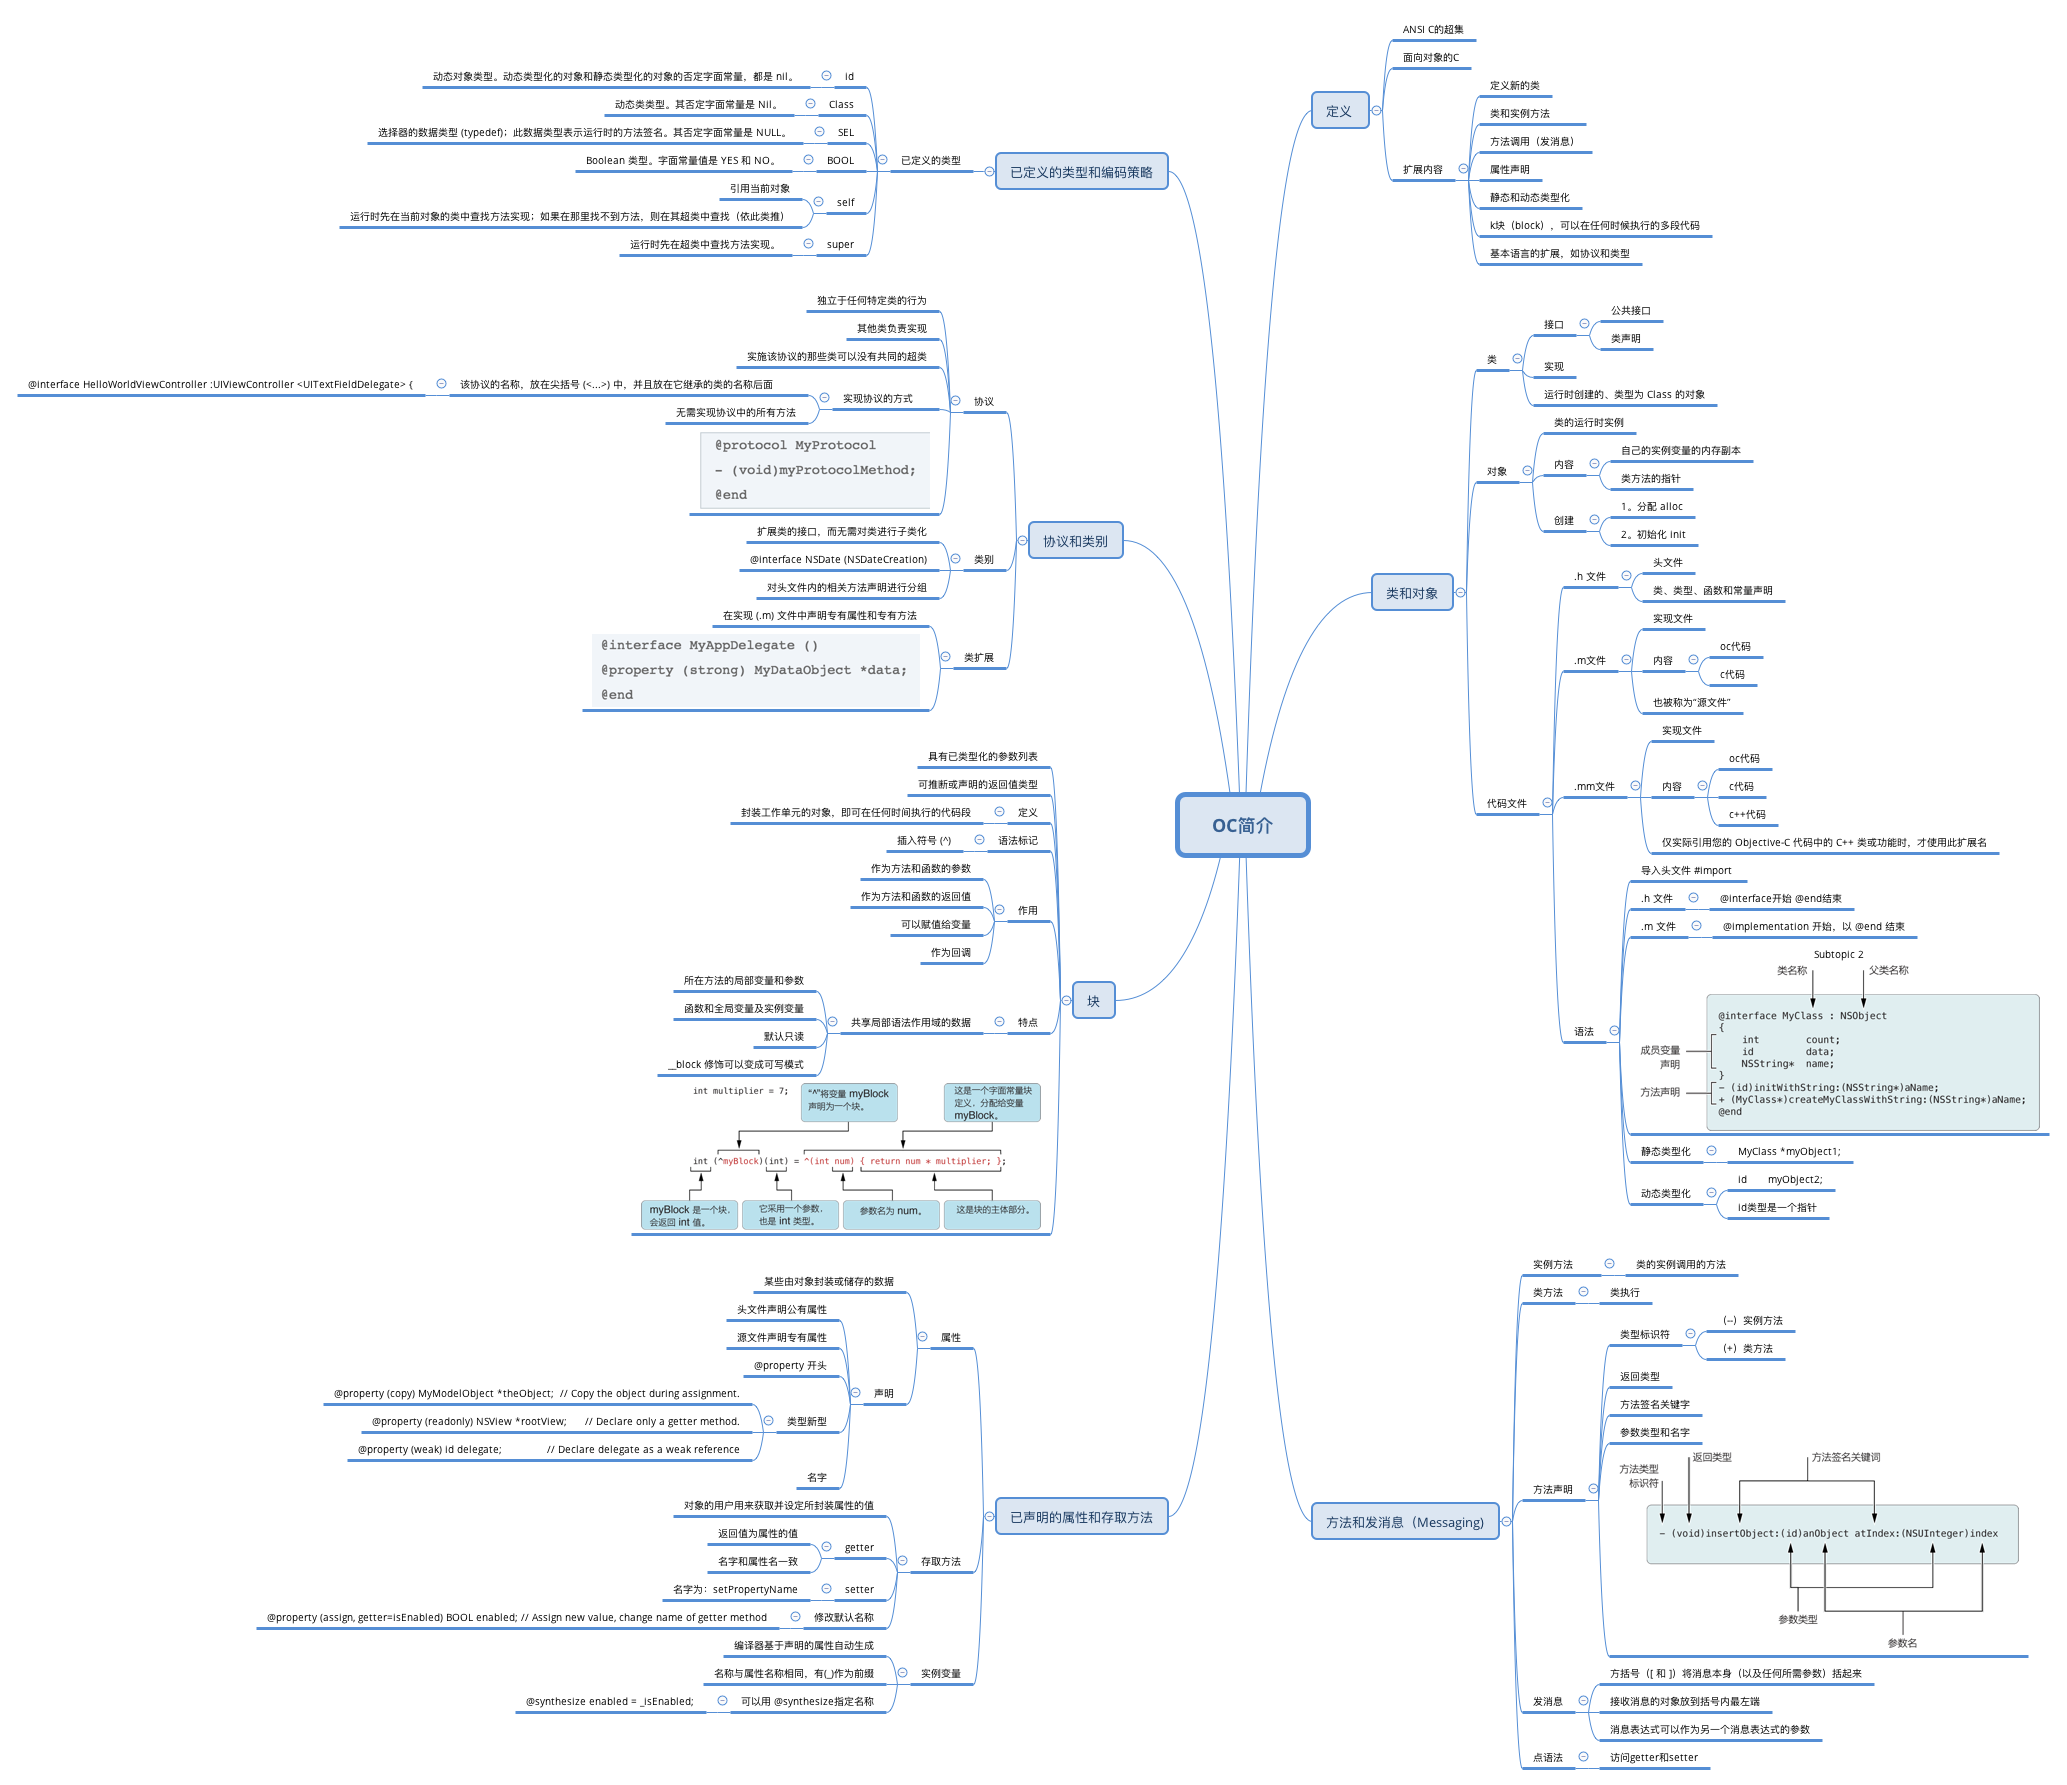 OC简介
定义
ANSI C的超集
面向对象的C
扩展内容
定义新的类
类和实例方法
方法调用（发消息）
属性声明
静态和动态类型化
k块（block），可以在任何时候执行的多段代码
基本语言的扩展，如协议和类型
类和对象
类
接口
公共接口
类声明
实现
运行时创建的、类型为 Class 的对象
对象
类的运行时实例
内容
自己的实例变量的内存副本
类方法的指针
创建
1。分配 alloc
2。初始化 init
代码文件
.h 文件
头文件
类、类型、函数和常量声明
.m文件
实现文件
内容
oc代码
c代码
也被称为“源文件”
.mm文件
实现文件
内容
oc代码
c代码
c++代码
仅实际引用您的 Objective-C 代码中的 C++ 类或功能时，才使用此扩展名
语法
导入头文件 #import
.h 文件
@interface开始 @end结束
.m 文件
@implementation 开始，以 @end 结束
Subtopic 2
类名称
父类名称
@interface MyClass : NSObject
{
int count;
id data;
NSString* name;
}
- (id)initWithString:(NSString*)aName;
+ (MyClass*)createMyClassWithString:(NSString*)aName;
@end
成员变量
声明
方法声明
静态类型化
MyClass *myObject1;
动态类型化
id myObject2;
id类型是一个指针
方法和发消息（Messaging)
实例方法
类的实例调用的方法
类方法
类执行
方法声明
类型标识符
（--）实例方法
（+）类方法
返回类型
方法签名关键字
参数类型和名字
方法类型
标识符
返回类型
方法签名关键词
- (void)insertObject:(id)anObject atIndex:(NSUInteger)index
参数类型
参数名
发消息
方括号（[ 和 ]）将消息本身（以及任何所需参数）括起来
接收消息的对象放到括号内最左端
消息表达式可以作为另一个消息表达式的参数
点语法
访问getter和setter
已定义的类型和编码策略
已定义的类型
id
动态对象类型。动态类型化的对象和静态类型化的对象的否定字面常量，都是 nil。
Class
动态类类型。其否定字面常量是 Nil。
SEL
选择器的数据类型 (typedef)；此数据类型表示运行时的方法签名。其否定字面常量是 NULL。
BOOL
Boolean 类型。字面常量值是 YES 和 NO。
self
引用当前对象
运行时先在当前对象的类中查找方法实现；如果在那里找不到方法，则在其超类中查找（依此类推）
super
运行时先在超类中查找方法实现。
协议和类别
协议
独立于任何特定类的行为
其他类负责实现
实施该协议的那些类可以没有共同的超类
实现协议的方式
该协议的名称，放在尖括号 (<...>) 中，并且放在它继承的类的名称后面
@interface HelloWorldViewController :UIViewController <UITextFieldDelegate> {
无需实现协议中的所有方法
@protocol MyProtocol
- (void)myProtocolMethod;
@end
类别
扩展类的接口，而无需对类进行子类化
@interface NSDate (NSDateCreation)
对头文件内的相关方法声明进行分组
类扩展
在实现 (.m) 文件中声明专有属性和专有方法
@interface MyAppDelegate ()
@property (strong) MyDataObject *data;
@end
块
具有已类型化的参数列表
可推断或声明的返回值类型
定义
封装工作单元的对象，即可在任何时间执行的代码段
语法标记
插入符号 (^)
作用
作为方法和函数的参数
作为方法和函数的返回值
可以赋值给变量
作为回调
特点
共享局部语法作用域的数据
所在方法的局部变量和参数
函数和全局变量及实例变量
默认只读
__block 修饰可以变成可写模式
int multiplier = 7;
“^”将变量 myBlock
声明为一个块。
这是一个字面常量块
定义，分配给变量
myBlock。
int (^myBlock)(int) = ^(int num) { return num * multiplier; };
myBlock 是一个块，
会返回 int 值。
它采用一个参数，
也是 int 类型。
参数名为 num。
这是块的主体部分。
已声明的属性和存取方法
属性
某些由对象封装或储存的数据
声明
头文件声明公有属性
源文件声明专有属性
@property 开头
类型新型
@property (copy) MyModelObject *theObject; // Copy the object during assignment.
@property (readonly) NSView *rootView; // Declare only a getter method.
@property (weak) id delegate; // Declare delegate as a weak reference
名字
存取方法
对象的用户用来获取并设定所封装属性的值
getter
返回值为属性的值
名字和属性名一致
setter
名字为：setPropertyName
修改默认名称
@property (assign, getter=isEnabled) BOOL enabled; // Assign new value, change name of getter method
实例变量
编译器基于声明的属性自动生成
名称与属性名称相同，有(_)作为前缀
可以用 @synthesize指定名称
@synthesize enabled = _isEnabled;